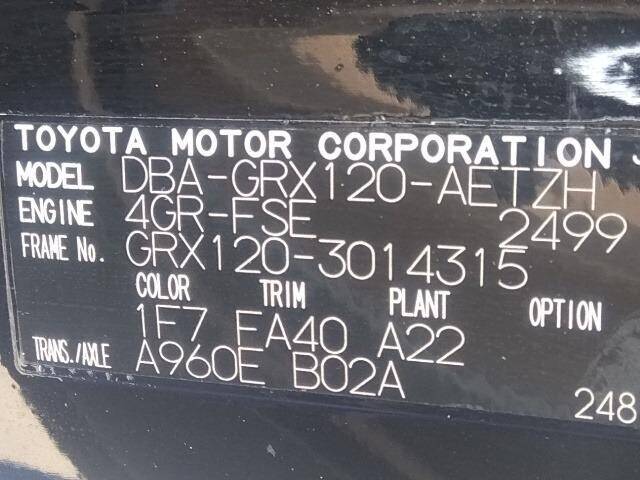 TOYOTA MOTOR CORPORATION
MODEL DBA-GRX120-AETZH
ENGINE 4GR-FSE 2499
FRAME No. GRX120-3014315
COLOR TRIM PLANT OPTION
1F7 FA40 A22
TRANS./AXLE A960E B02A
248